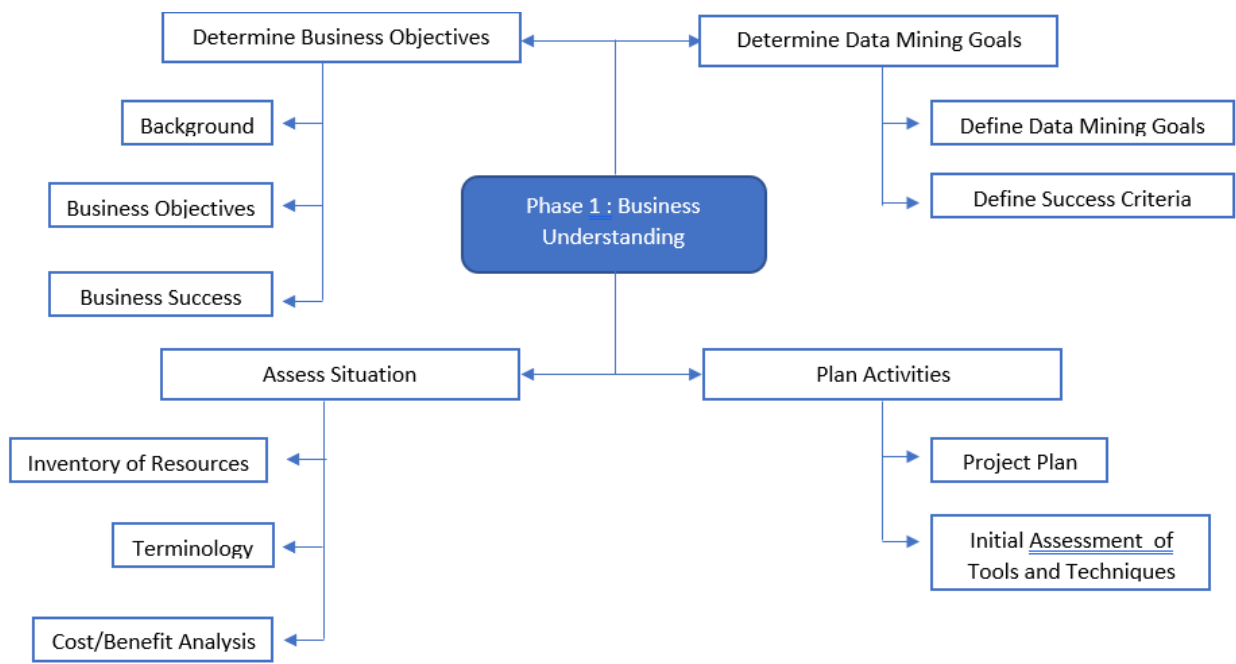 Determine Business Objectives
Determine Data Mining Goals
Background
Define Data Mining Goals
Business Objectives
Define Success Criteria
Phase 1 : Business
Understanding
Business Success
Assess Situation
Plan Activities
Inventory of Resources
Project Plan
Terminology
Initial Assessment of
Tools and Techniques
Cost/Benefit Analysis